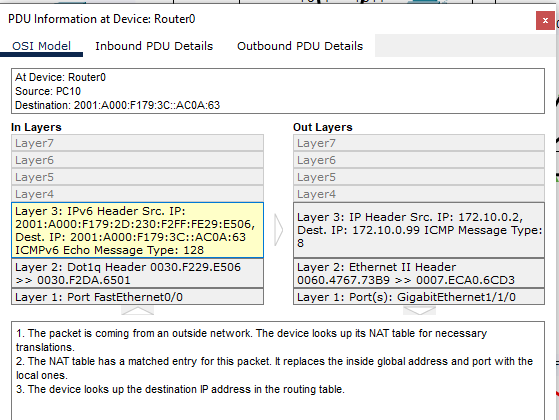 PDU Information at Device: Router0
x
OSI Model Inbound PDU Details Outbound PDU Details
At Device: Router0
Source: PC10
Destination: 2001:A000:F179:3C::AC0A:63
In Layers
Layer7
Layer6
Layer5
Layer4
Layer 3: IPv6 Header Src. IP:
2001:A000:F179:2D:230:F2FF:FE29:E506,
Dest. IP: 2001:A000:F179:3C::AC0A:63
ICMPv6 Echo Message Type: 128
Layer 2: Dot1q Header 0030.F229.E506
>> 0030.F2DA.6501
Layer 1: Port FastEthernet0/0
Out Layers
Layer7
Layer6
Layer5
Layer4
Layer 3: IP Header Src. IP: 172.10.0.2,
Dest. IP: 172.10.0.99 ICMP Message Type:
8
Layer 2: Ethernet II Header
0060.4767.73B9 >> 0007.ECA0.6CD3
Layer 1: Port(s): GigabitEthernet1/1/0
1. The packet is coming from an outside network. The device looks up its NAT table for necessary
translations.
2. The NAT table has a matched entry for this packet. It replaces the inside global address and port with the
local ones.
3. The device looks up the destination IP address in the routing table.